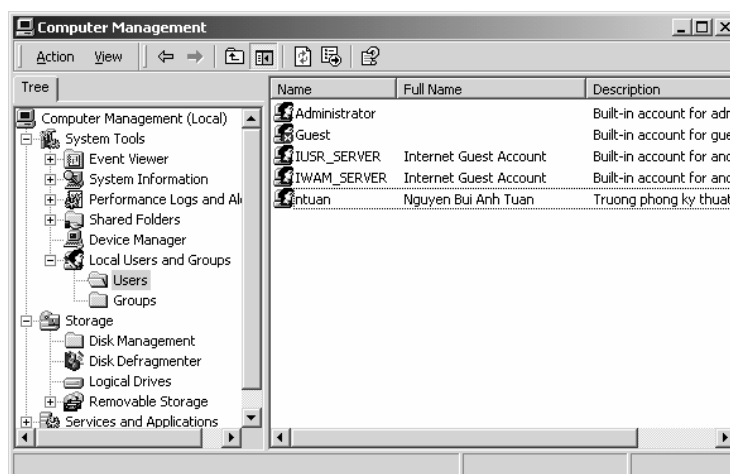 Computer Management
Action View
Tree
Name Full Name Description
Computer Management (Local)
System Tools
Event Viewer
System Information
Performance Logs and Al
Shared Folders
Device Manager
Local Users and Groups
Users
Groups
Storage
Disk Management
Disk Defragmenter
Logical Drives
Removable Storage
Services and Applications
Administrator Built-in account for adm
Guest Built-in account for gue
IUSR_SERVER Internet Guest Account Built-in account for ano
IWAM_SERVER Internet Guest Account Built-in account for ano
ntuan Nguyen Bui Anh Tuan Truong phong ky thuat